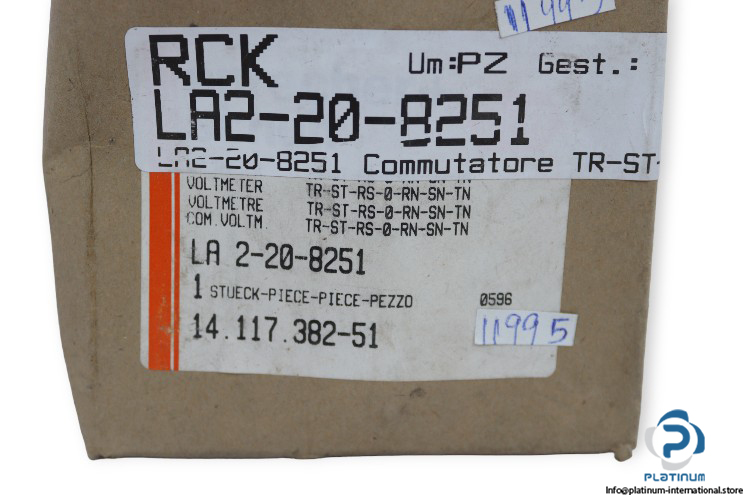 11995
RCK Um:PZ Gest.:
LA2-20-8251
LA2-20-8251 Commutatore TR-ST-
VOLTMETER TR-ST-RS-0-RN-SN-TN
VOLTMETRE TR-ST-RS-0-RN-SN-TN
COM.VOLTM. TR-ST-RS-0-RN-SN-TN
LA 2-20-8251
1 STUECK-PIECE-PIECE-PEZZO 0596
14.117.382-51
11995
PLATINUM
Info@platinum-international.store